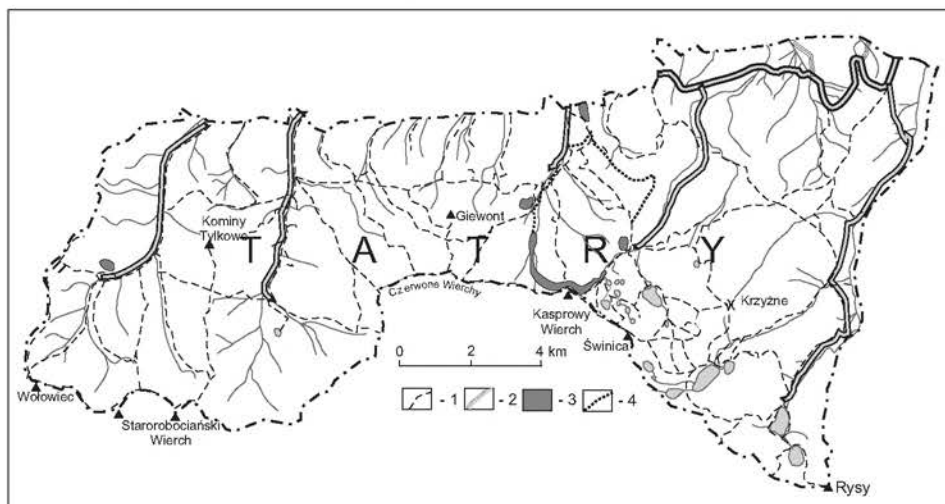 Kominy
Tylkowe
Giewont
T A T R Y
Czerwone Wierchy
Krzyżne
Kasprowy
Wierch
Świnica
0 2 4 km
- 1 - 2 - 3 - 4
Wołowiec
Starorobociański
Wierch
Rysy